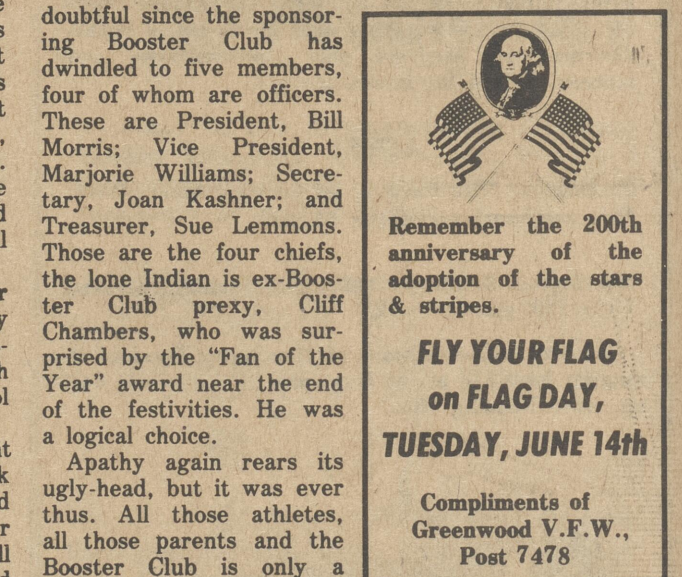 doubtful since the sponsor-
ing Booster Club has
dwindled to five members,
four of whom are officers.
These are President, Bill
Morris; Vice President,
Marjorie Williams; Secre-
tary, Joan Kashner; and
Treasurer, Sue Lemmons.
Those are the four chiefs,
the lone Indian is ex-Boos-
ter Club prexy, Cliff
Chambers, who was sur-
prised by the "Fan of the
Year" award near the end
of the festivities. He was
a logical choice.
Apathy again rears its
ugly-head, but it was ever
thus. All those athletes,
all those parents and the
Booster Club is only a
Remember the 200th
anniversary of the
adoption of the stars
& stripes.
FLY YOUR FLAG
on FLAG DAY,
TUESDAY, JUNE 14th
Compliments of
Greenwood V.F.W.,
Post 7478